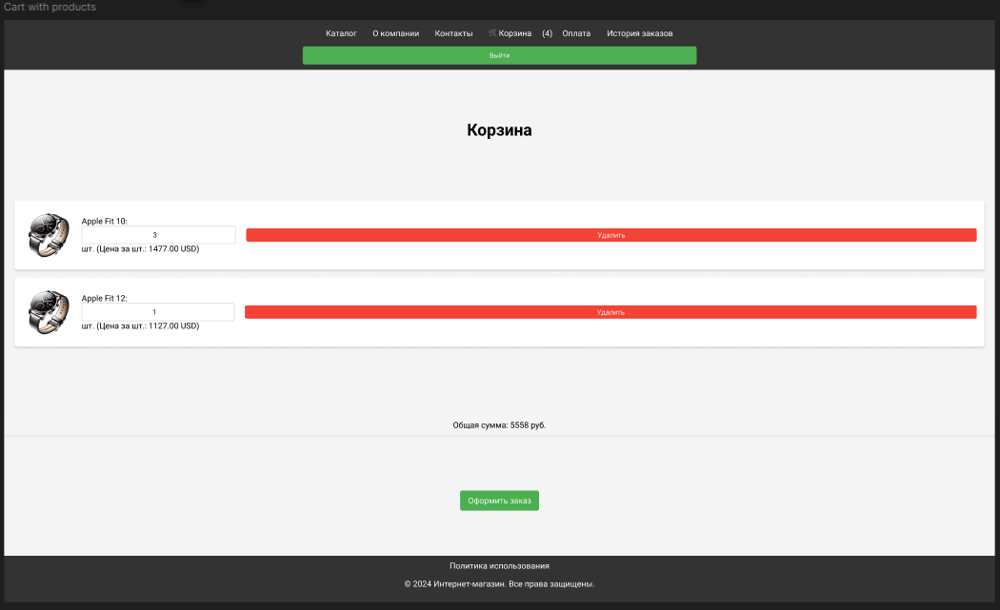 Cart with products
Каталог О компании Контакты 🛒 Корзина (4) Оплата История заказов
Выйти
Корзина
Apple Fit 10:
3
Удалить
шт. (Цена за шт.: 1477.00 USD)
Apple Fit 12:
1
Удалить
шт. (Цена за шт.: 1127.00 USD)
Общая сумма: 5558 руб.
Оформить заказ
Политика использования
© 2024 Интернет-магазин. Все права защищены.